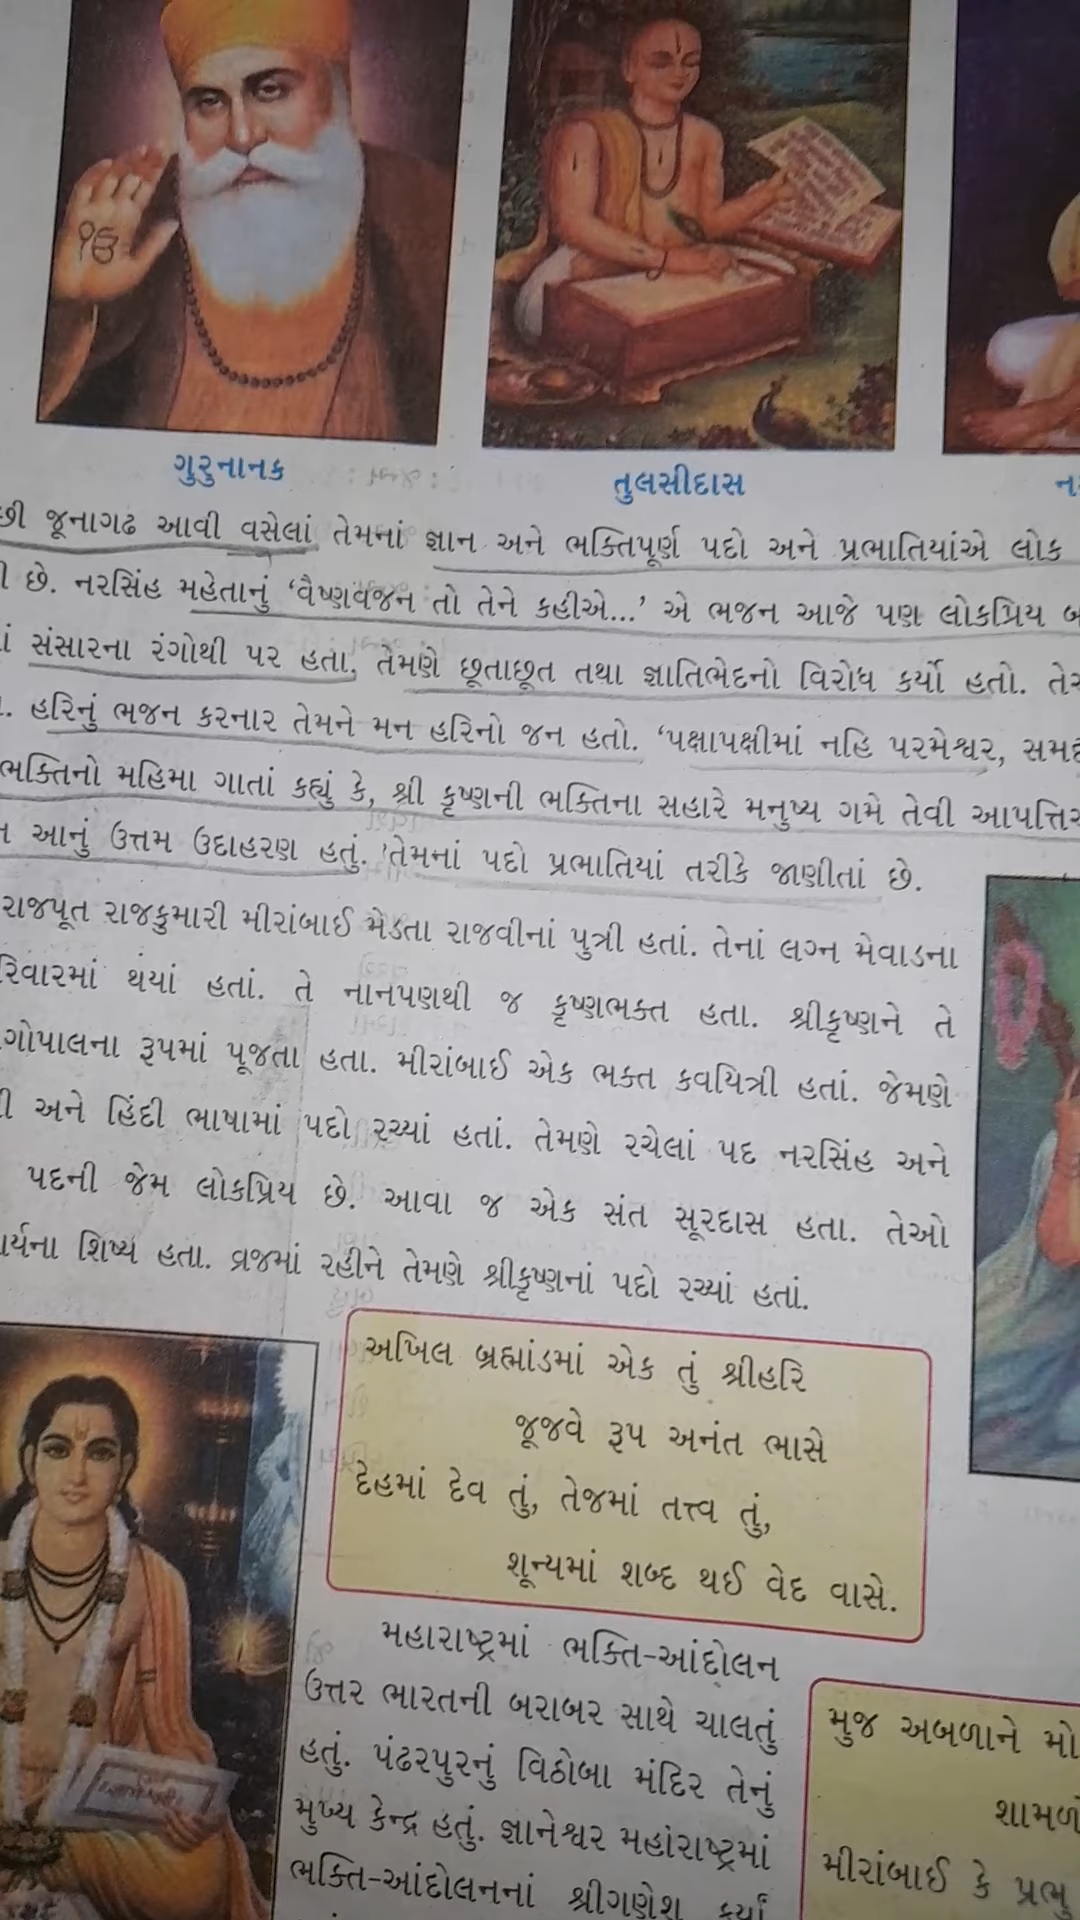 ગુરુનાનક
તુલસીદાસ
જૂનાગઢ આવી વસેલાં તેમનાં જ્ઞાન અને ભક્તિપૂર્ણ પદો અને પ્રભાતિયાંએ લોક
છે. નરસિંહ મહેતાનું ‘વૈષ્ણવજન તો તેને કહીએ...’ એ ભજન આજે પણ લોકપ્રિય
સંસારના રંગોથી પર હતા. તેમણે છૂતાછૂત તથા જ્ઞાતિભેદનો વિરોધ કર્યો હતો.
હરિનું ભજન કરનાર તેમને મન હરિનો જન હતો. ‘પક્ષાપક્ષીમાં નહિ પરમેશ્વર,
ભક્તિનો મહિમા ગાતાં કહ્યું કે, શ્રી કૃષ્ણની ભક્તિના સહારે મનુષ્ય ગમે તેવી
આનું ઉત્તમ ઉદાહરણ હતું. તેમનાં પદો પ્રભાતિયાં તરીકે જાણીતાં છે.
રાજપૂત રાજકુમારી મીરાંબાઈ મેડતા રાજવીનાં પુત્રી હતાં. તેનાં લગ્ન મેવાડના
થયાં હતાં. તે નાનપણથી જ કૃષ્ણભક્ત હતા. શ્રીકૃષ્ણને તે
ગોપાલના રૂપમાં પૂજતા હતા. મીરાંબાઈ એક ભક્ત કવયિત્રી હતાં. જેમણે
અને હિંદી ભાષામાં પદો રચ્યાં હતાં. તેમણે રચેલાં પદ નરસિંહ અને
પદની જેમ લોકપ્રિય છે. આવા જ એક સંત સૂરદાસ હતા. તેઓ
શિષ્ય હતા. વ્રજમાં રહીને તેમણે શ્રીકૃષ્ણનાં પદો રચ્યાં હતાં.
અખિલ બ્રહ્માંડમાં એક તું શ્રીહરિ
જૂજવે રૂપ અનંત ભાસે
દેહમાં દેવ તું, તેજમાં તત્ત્વ તું,
શૂન્યમાં શબ્દ થઈ વેદ વાસે.
મહારાષ્ટ્રમાં ભક્તિ-આંદોલન
ઉત્તર ભારતની બરાબર સાથે ચાલતું
હતું. પંઢરપુરનું વિઠોબા મંદિર તેનું
મુખ્ય કેન્દ્ર હતું. જ્ઞાનેશ્વર મહારાષ્ટ્રમાં
ભક્તિ-આંદોલનનાં શ્રીગણેશ કર્યાં
મુજ અબળાને
મીરાંબાઈ કે પ્રભુ